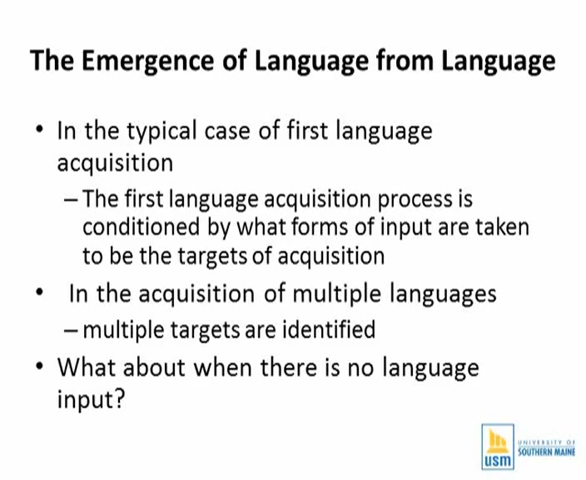 The Emergence of Language from Language
• In the typical case of first language
acquisition
– The first language acquisition process is
conditioned by what forms of input are taken
to be the targets of acquisition
• In the acquisition of multiple languages
– multiple targets are identified
• What about when there is no language
input?
usm
UNIVERSITY OF
SOUTHERN MAINE